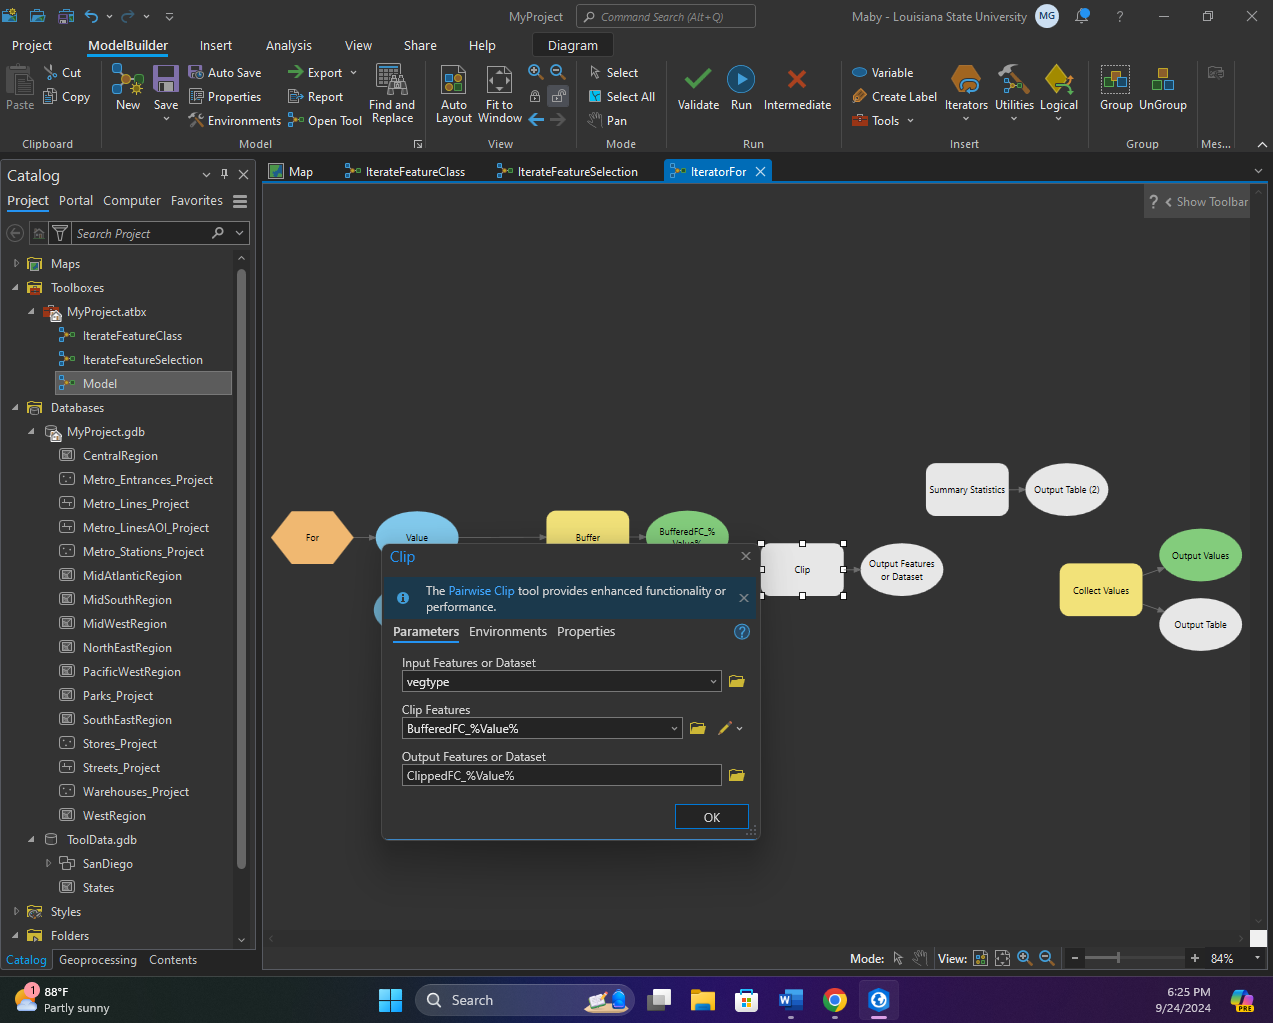 MyProject
Command Search (Alt+Q)
Maby - Louisiana State University
MG
?
Project
ModelBuilder
Insert
Analysis
View
Share
Help
Diagram
Paste
Cut
Copy
Clipboard
New
Save
Auto Save
Properties
Environments
Export
Report
Open Tool
Find and Replace
Model
Auto Layout
Fit to Window
View
Select
Select All
Pan
Mode
Validate
Run
Intermediate
Run
Variable
Create Label
Tools
Iterators
Utilities
Logical
Insert
Group
UnGroup
Group
Mes...
Catalog
Project
Portal
Computer
Favorites
Search Project
Maps
Toolboxes
MyProject.atbx
IterateFeatureClass
IterateFeatureSelection
Model
Databases
MyProject.gdb
CentralRegion
Metro_Entrances_Project
Metro_Lines_Project
Metro_LinesAOI_Project
Metro_Stations_Project
MidAtlanticRegion
MidSouthRegion
MidWestRegion
NorthEastRegion
PacificWestRegion
Parks_Project
SouthEastRegion
Stores_Project
Streets_Project
Warehouses_Project
WestRegion
ToolData.gdb
SanDiego
States
Styles
Folders
Catalog
Geoprocessing
Contents
Map
IterateFeatureClass
IterateFeatureSelection
IteratorFor
? < Show Toolbar
For
Value
Buffer
BufferedFC_%
Value%
Clip
Output Features
or Dataset
Summary Statistics
Output Table (2)
Collect Values
Output Values
Output Table
Clip
The Pairwise Clip tool provides enhanced functionality or
performance.
Parameters
Environments
Properties
?
Input Features or Dataset
vegtype
Clip Features
BufferedFC_%Value%
Output Features or Dataset
ClippedFC_%Value%
OK
Mode:
View:
84%
1
88°F
Partly sunny
Search
6:25 PM
9/24/2024
PRE